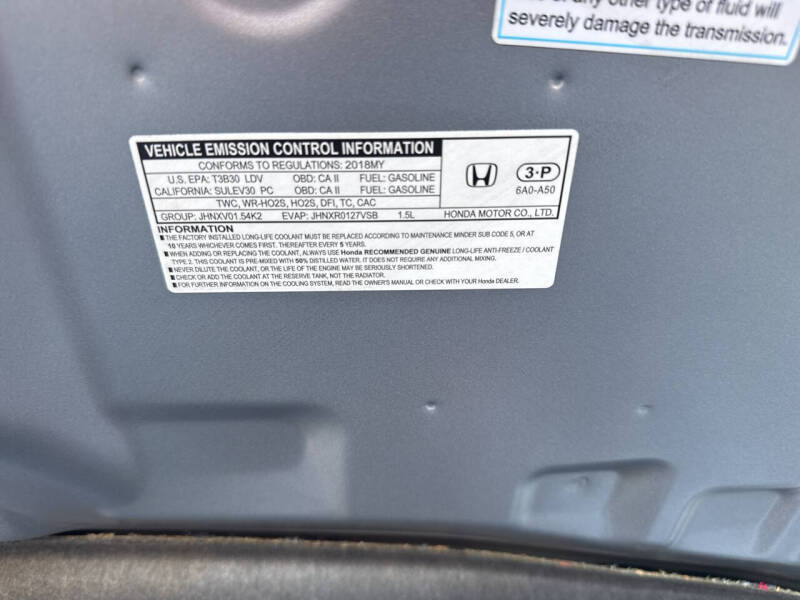 of any other type of fluid will
severely damage the transmission.
VEHICLE EMISSION CONTROL INFORMATION
CONFORMS TO REGULATIONS: 2018MY
U.S. EPA: T3B30 LDV OBD: CA II FUEL: GASOLINE
CALIFORNIA: SULEV30 PC OBD: CA II FUEL: GASOLINE
TWC, WR-HO2S, HO2S, DFI, TC, CAC
GROUP: JHNXV01.54K2 EVAP: JHNXR0127VSB 1.5L
3-P
6A0-A50
HONDA MOTOR CO., LTD.
INFORMATION
■ THE FACTORY INSTALLED LONG-LIFE COOLANT MUST BE REPLACED ACCORDING TO MAINTENANCE MINDER SUB CODE 5, OR AT
10 YEARS WHICHEVER COMES FIRST. THEREAFTER EVERY 5 YEARS.
■ WHEN ADDING OR REPLACING THE COOLANT, ALWAYS USE Honda RECOMMENDED GENUINE LONG-LIFE ANTI-FREEZE / COOLANT
TYPE 2. THIS COOLANT IS PRE-MIXED WITH 50% DISTILLED WATER. IT DOES NOT REQUIRE ANY ADDITIONAL MIXING.
■ NEVER DILUTE THE COOLANT, OR THE LIFE OF THE ENGINE MAY BE SERIOUSLY SHORTENED.
■ CHECK OR ADD THE COOLANT AT THE RESERVE TANK, NOT THE RADIATOR.
■ FOR FURTHER INFORMATION ON THE COOLING SYSTEM, READ THE OWNER'S MANUAL OR CHECK WITH YOUR Honda DEALER.